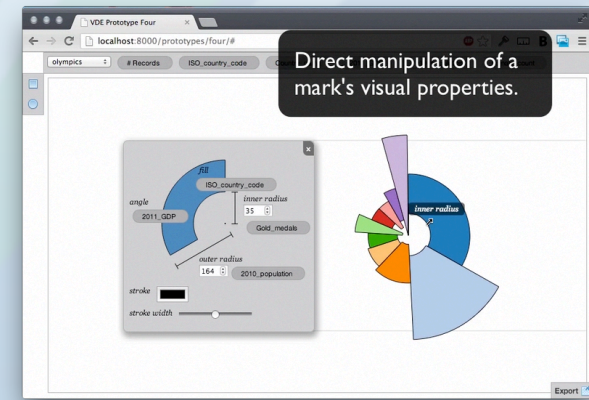 VDE Prototype Four
localhost:8000/prototypes/four/#
olympics
# Records
ISO_country_code
Direct manipulation of a
mark's visual properties.
fill
ISO_country_code
angle
2011_GDP
inner radius
35
Gold_medals
outer radius
164
2010_population
stroke
stroke width
inner radius
Export